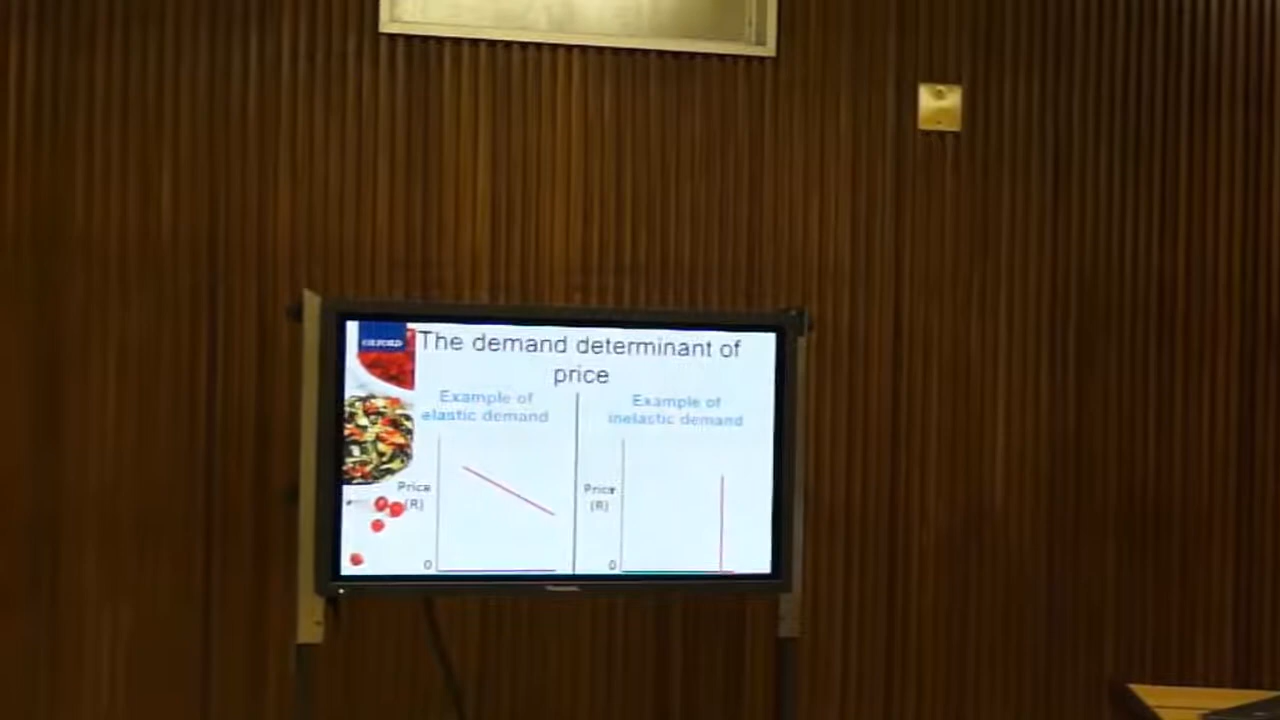 OXFORD
The demand determinant of
price
Example of
elastic demand
Price
(R)
0
Example of
inelastic demand
Price
(R)
0